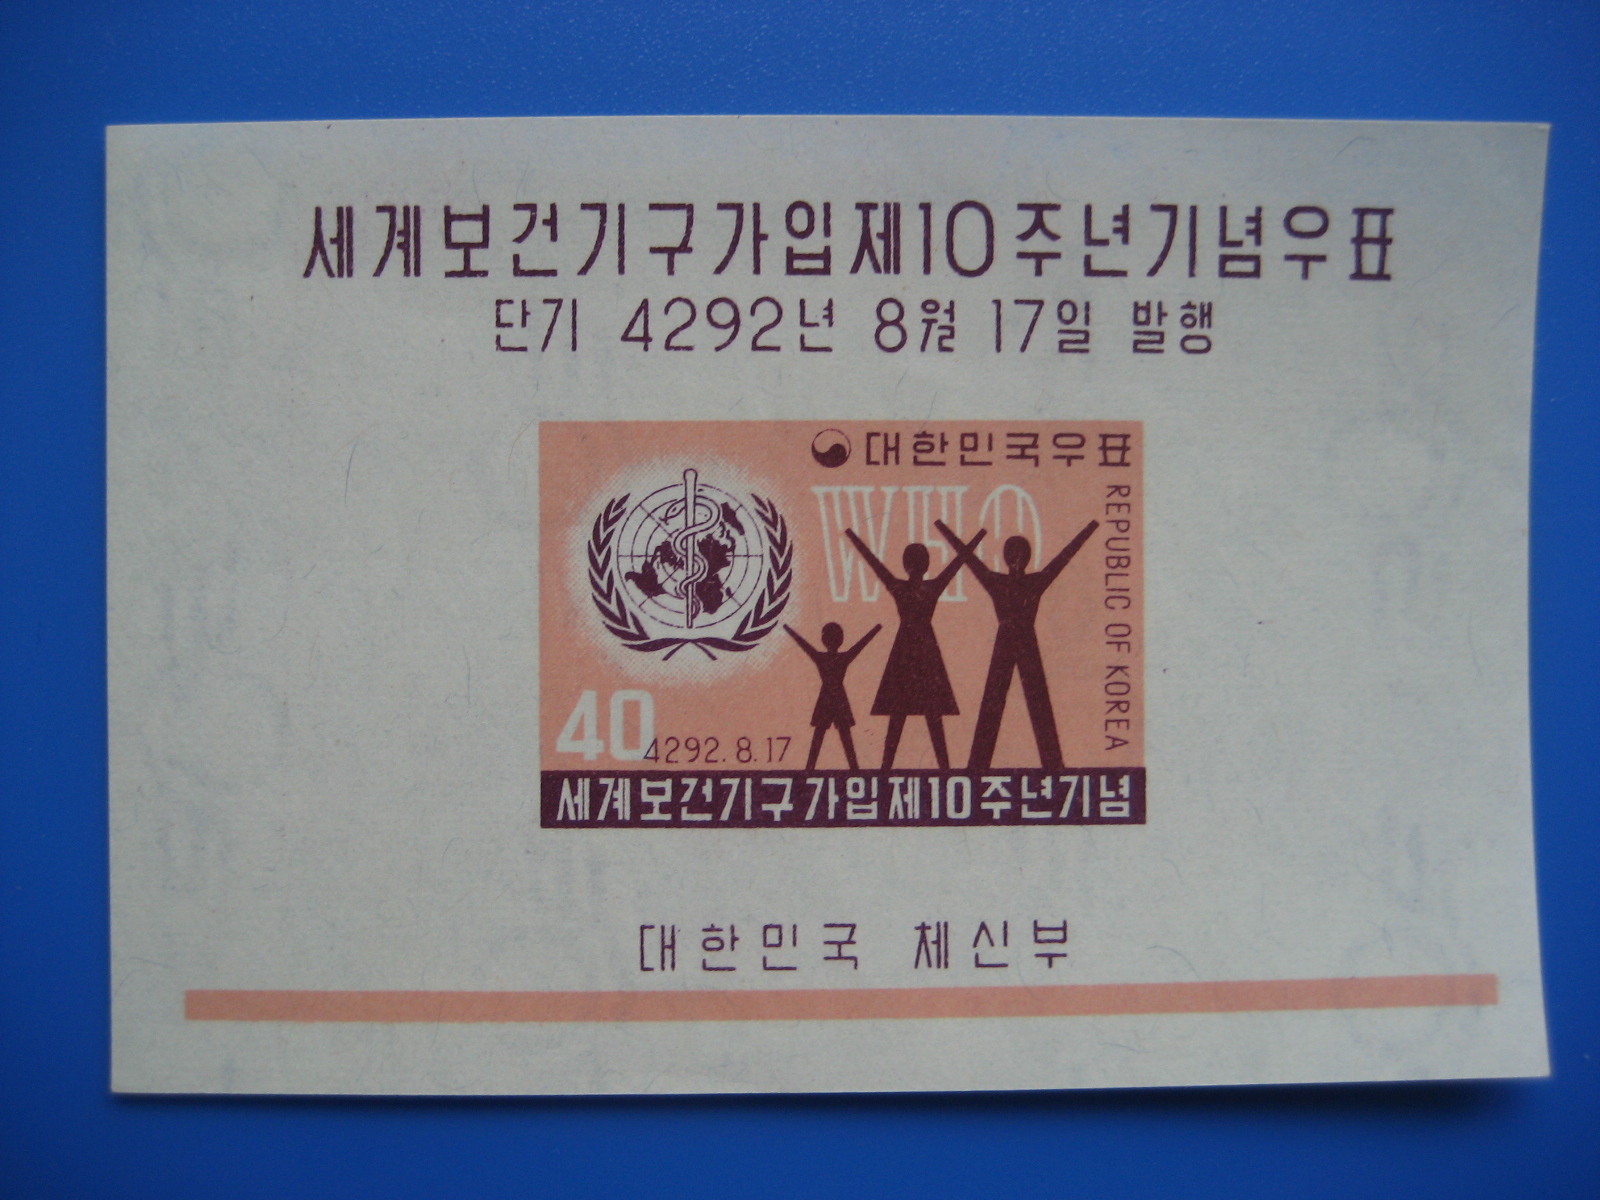 세계보건기구가입제10주년기념우표
단기 4292년 8월 17일 발행
대한민국우표
WHO
REPUBLIC OF KOREA
40
4292.8.17
세계보건기구가입제10주년기념
대한민국 체신부